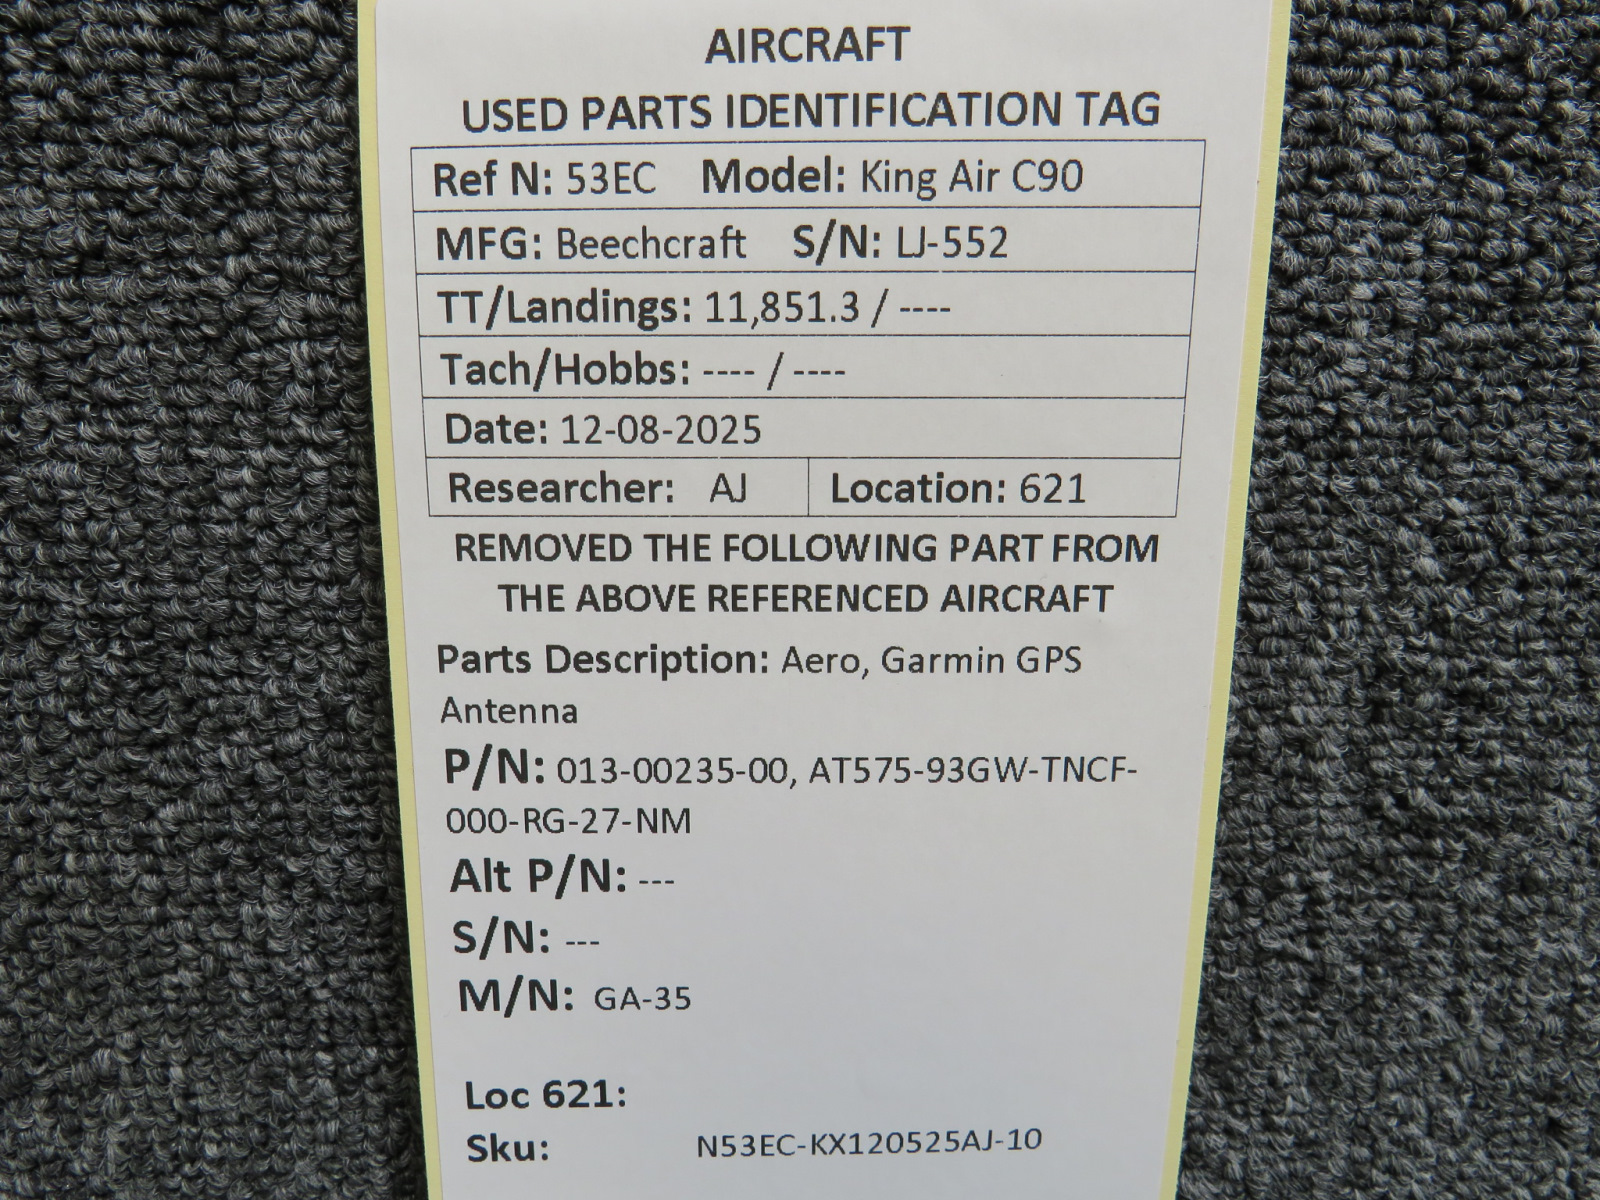 AIRCRAFT
USED PARTS IDENTIFICATION TAG
Ref N: 53EC Model: King Air C90
MFG: Beechcraft S/N: LJ-552
TT/Landings: 11,851.3 / ----
Tach/Hobbs: ---- / ----
Date: 12-08-2025
Researcher: AJ Location: 621
REMOVED THE FOLLOWING PART FROM
THE ABOVE REFERENCED AIRCRAFT
Parts Description: Aero, Garmin GPS
Antenna
P/N: 013-00235-00, AT575-93GW-TNCF-
000-RG-27-NM
Alt P/N: ---
S/N: ---
M/N: GA-35
Loc 621:
Sku: N53EC-KX120525AJ-10